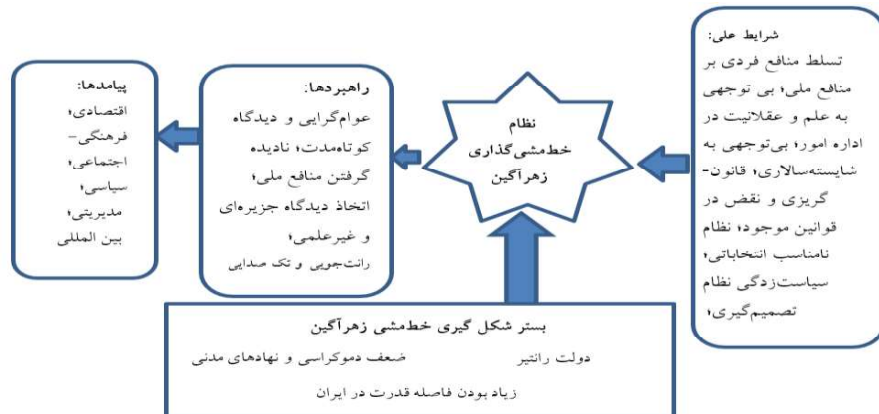 شرایط علی:
تسلط منافع فردی بر
منافع ملی؛ بی توجهی
به علم و عقلانیت در
اداره امور؛ بی‌توجهی به
شایسته‌سالاری؛ قانون-
گریزی و نقض در
قوانین موجود؛ نظام
نامناسب انتخاباتی؛
سیاست‌زدگی نظام
تصمیم‌گیری؛
نظام
خط‌مشی‌گذاری
زهرآگین
راهبردها:
عوام‌گرایی و دیدگاه
کوتاه‌مدت؛ نادیده
گرفتن منافع ملی؛
اتخاذ دیدگاه جزیره‌ای
و غیرعلمی؛
رانت‌جویی و تک صدایی
پیامدها:
اقتصادی؛
فرهنگی-
اجتماعی؛
سیاسی؛
مدیریتی؛
بین المللی
بستر شکل گیری خط‌مشی زهرآگین
دولت رانتیر ضعف دموکراسی و نهادهای مدنی
زیاد بودن فاصله قدرت در ایران